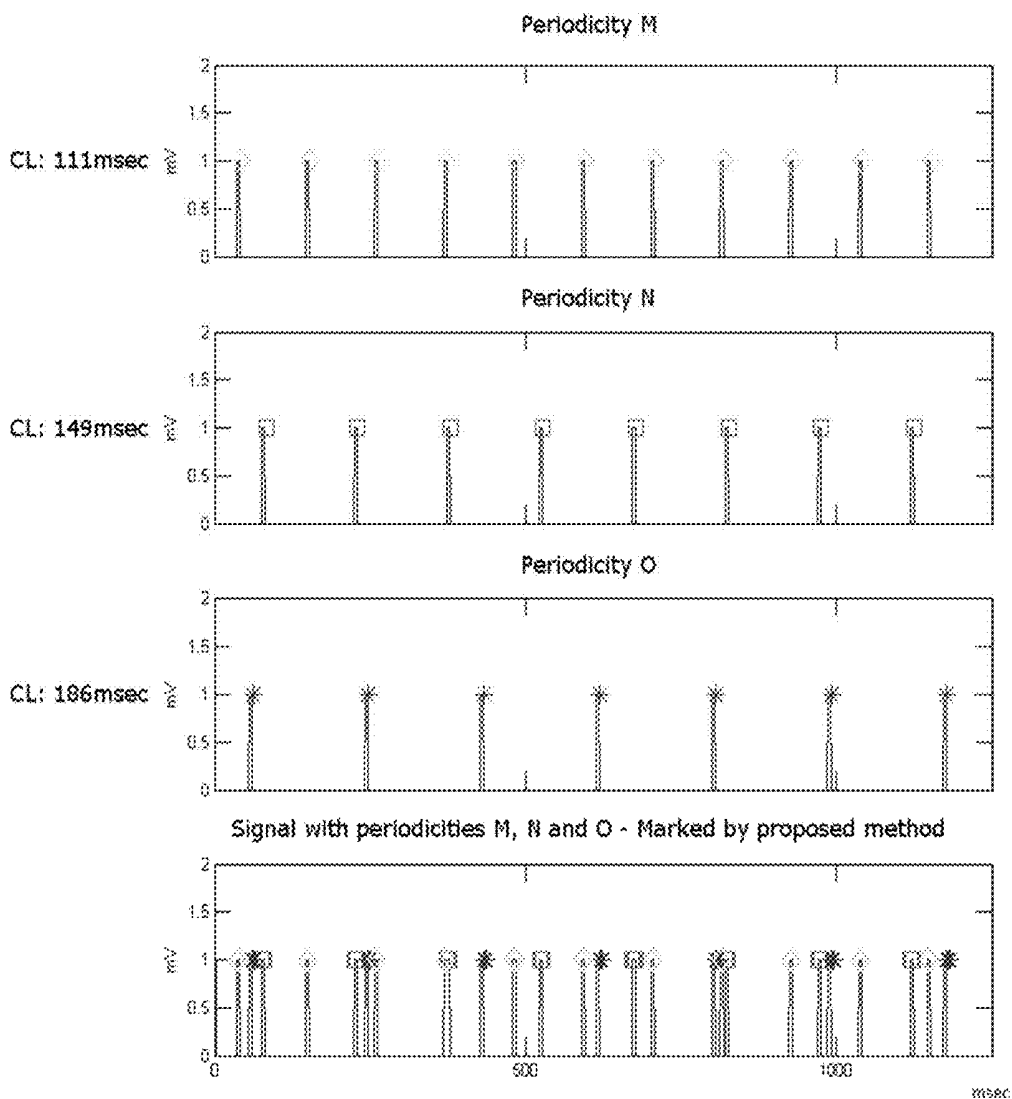 Periodicity M
2
1.5
CL: 111msec mV 1
0.5
0
Periodicity N
2
1.5
CL: 149msec mV 1
0.5
0
Periodicity O
2
1.5
CL: 186msec mV 1
0.5
0
Signal with periodicities M, N and O - Marked by proposed method
2
1.5
mV 1
0.5
0
0 500 1000
msec